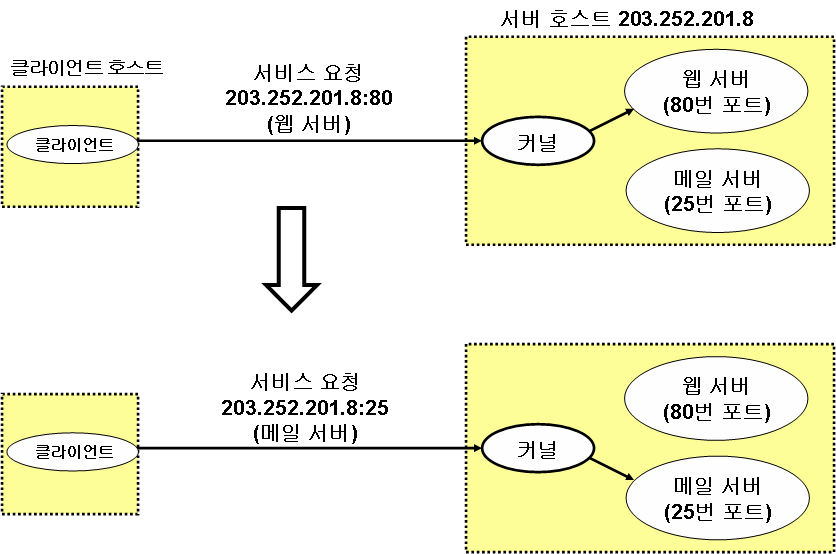 서버 호스트 203.252.201.8
클라이언트 호스트
서비스 요청
203.252.201.8:80
(웹 서버)
클라이언트
커널
웹 서버
(80번 포트)
메일 서버
(25번 포트)
서비스 요청
203.252.201.8:25
(메일 서버)
클라이언트
커널
웹 서버
(80번 포트)
메일 서버
(25번 포트)